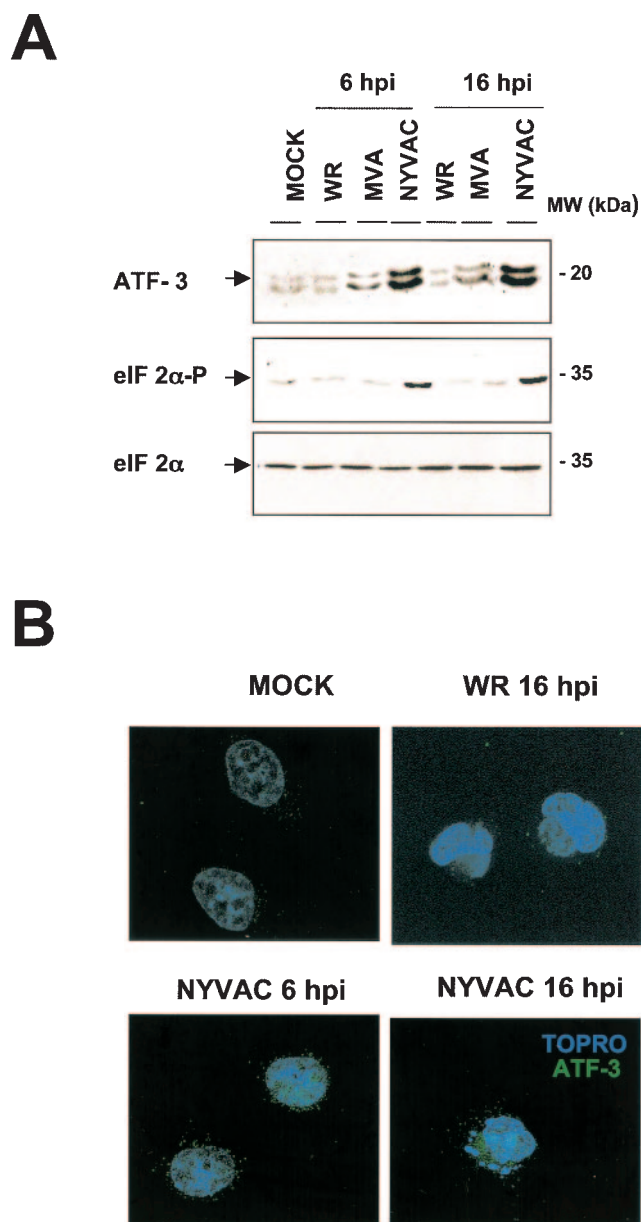 A
6 hpi 16 hpi
MOCK WR MVA NYVAC WR MVA NYVAC MW (kDa)
ATF- 3 - 20
eIF 2α-P - 35
eIF 2α - 35
B
MOCK WR 16 hpi
NYVAC 6 hpi NYVAC 16 hpi
TOPRO
ATF-3